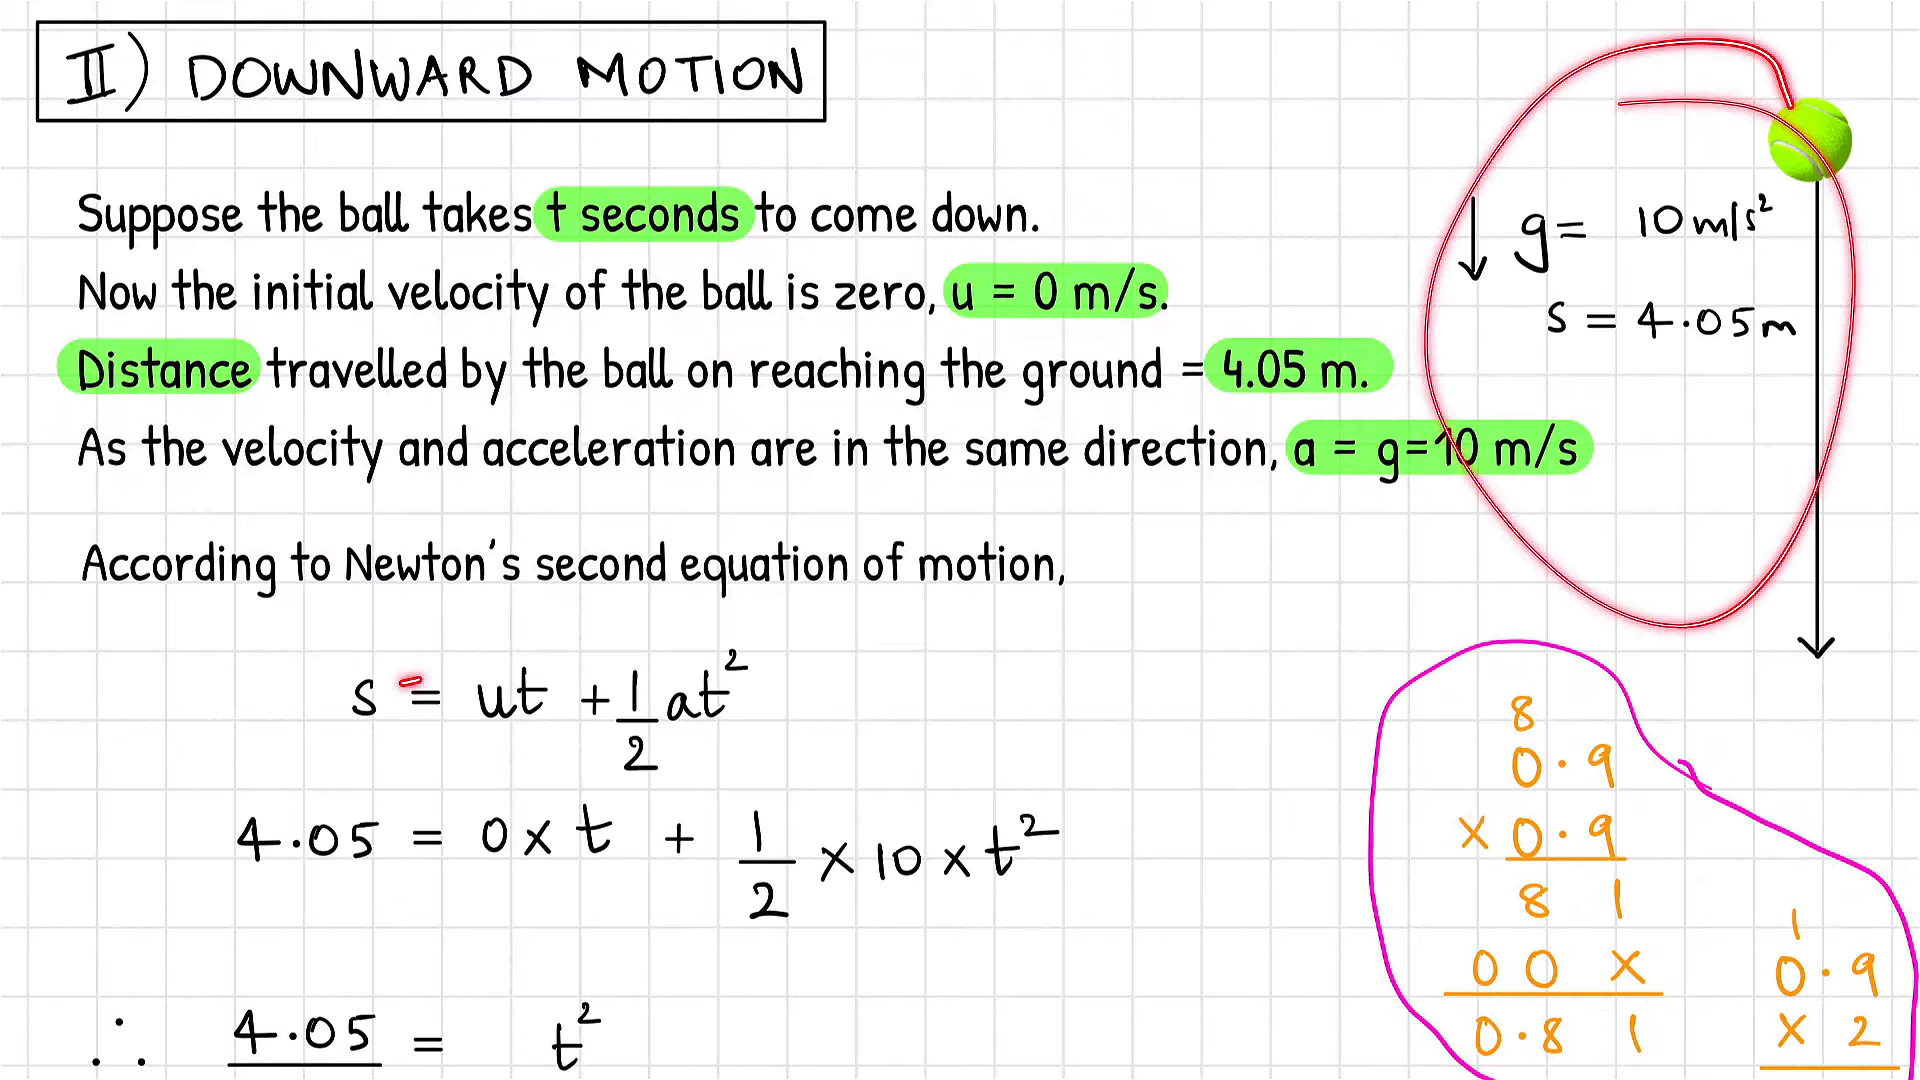 II) DOWNWARD MOTION
Suppose the ball takes t seconds to come down.
Now the initial velocity of the ball is zero, u = 0 m/s.
Distance travelled by the ball on reaching the ground = 4.05 m.
As the velocity and acceleration are in the same direction, a = g=10 m/s
g = 10 m/s²
s = 4.05m
According to Newton's second equation of motion,
s = ut + 1/2 at²
4.05 = 0 x t + 1/2 x 10 x t²
∴ 4.05 = t²
8
0.9
x 0.9
8 1
0 0 x
0.8 1
1
0.9
x 2